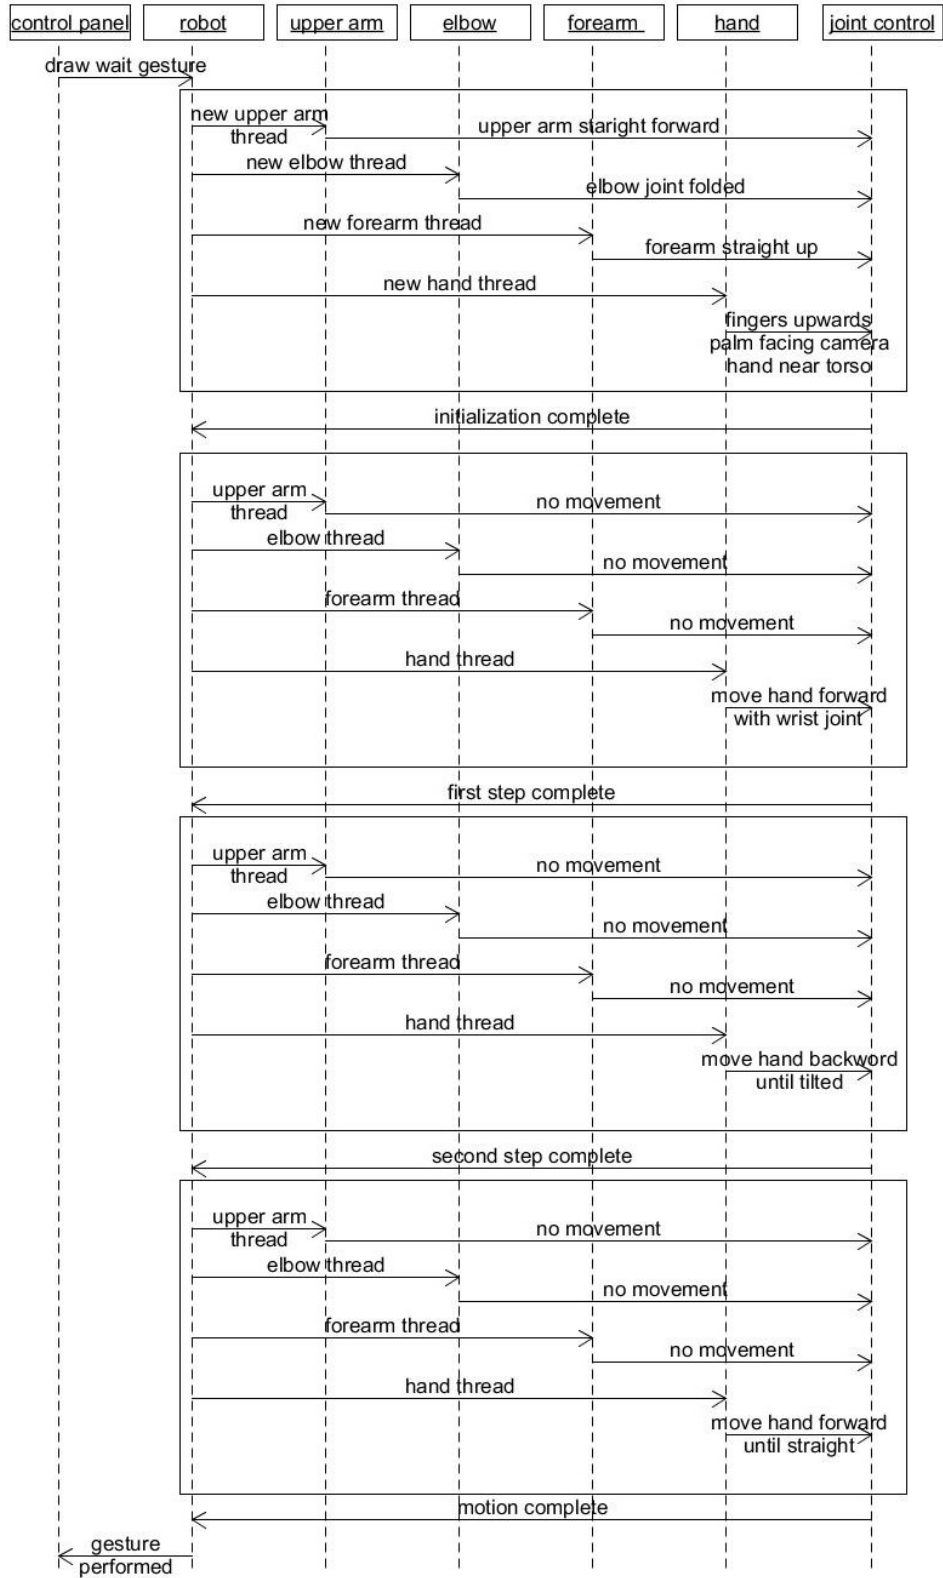 control panel
robot
upper arm
elbow
forearm
hand
joint control
draw wait gesture
new upper arm
thread
upper arm staright forward
new elbow thread
elbow joint folded
new forearm thread
forearm straight up
new hand thread
fingers upwards
palm facing camera
hand near torso
initialization complete
upper arm
thread
no movement
elbow thread
no movement
forearm thread
no movement
hand thread
move hand forward
with wrist joint
first step complete
upper arm
thread
no movement
elbow thread
no movement
forearm thread
no movement
hand thread
move hand backword
until tilted
second step complete
upper arm
thread
no movement
elbow thread
no movement
forearm thread
no movement
hand thread
move hand forward
until straight
motion complete
gesture
performed